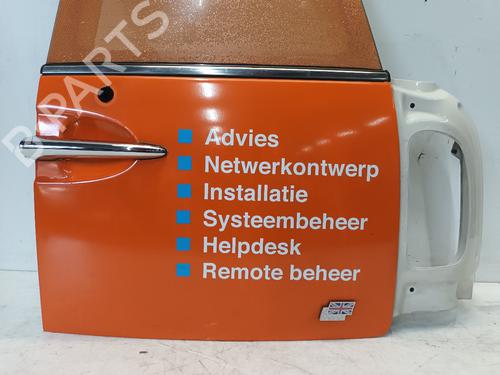 B PARTS
Advies
Netwerkontwerp
Installatie
Systeembeheer
Helpdesk
Remote beheer